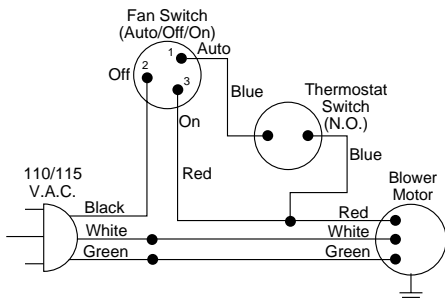 Fan Switch
(Auto/Off/On)
1
Auto
2
Off
3
On
Blue
Thermostat
Switch
(N.O.)
Blue
Red
110/115
V.A.C.
Black
White
Green
Blower
Motor
Red
White
Green